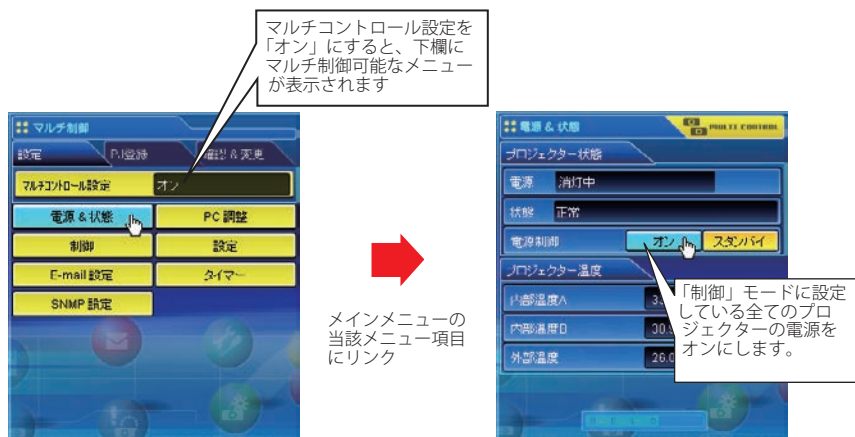 マルチコントロール設定を
「オン」にすると、下欄に
マルチ制御可能なメニュー
が表示されます
マルチ制御
設定 PJ登録 確認 & 変更
マルチコントロール設定 オン
電源 & 状態 PC 調整
制御 設定
E-mail 設定 タイマー
SNMP 設定
メインメニューの
当該メニュー項目
にリンク
電源 & 状態 MULTI CONTROL
プロジェクター状態
電源 消灯中
状態 正常
電源制御 オン スタンバイ
プロジェクター温度
内部温度A
内部温度B
外部温度 26.0
「制御」モードに設定
している全てのプロ
ジェクターの電源を
オンにします。